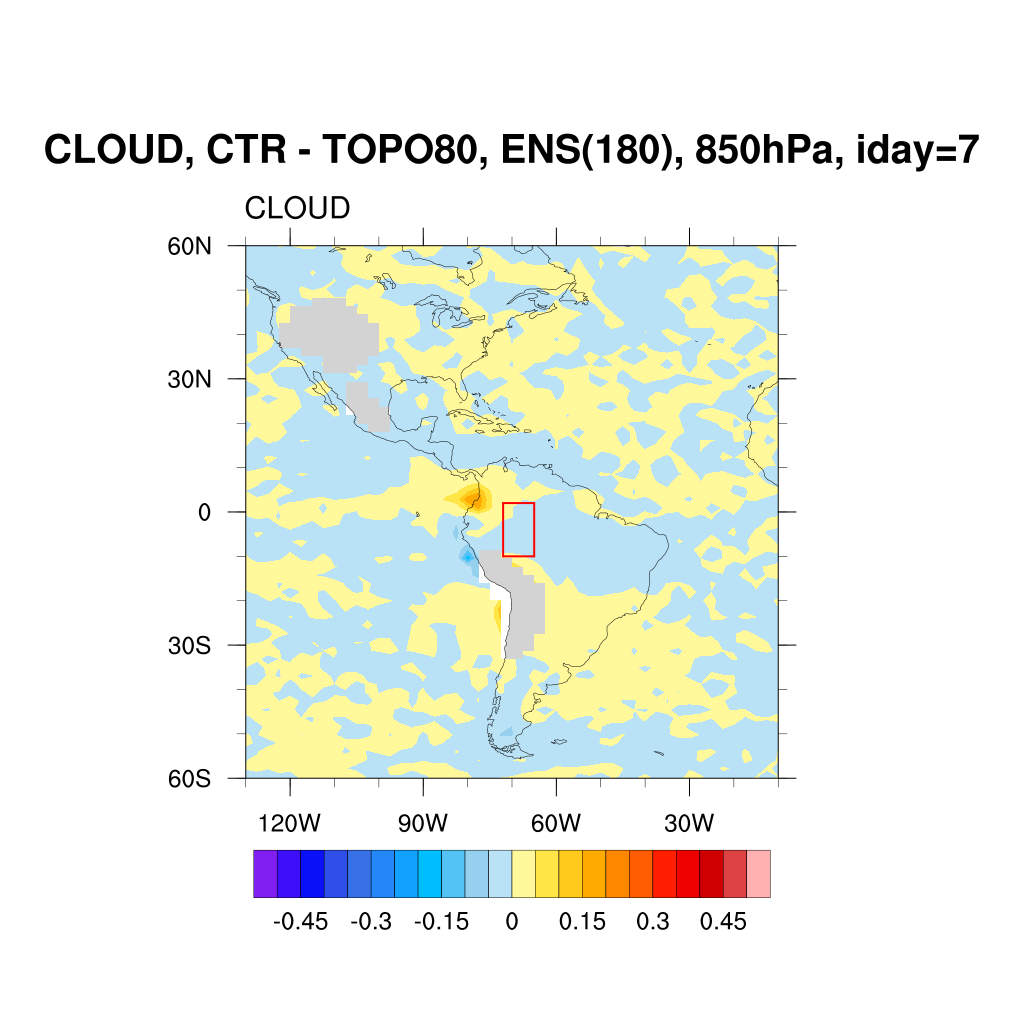 CLOUD, CTR - TOPO80, ENS(180), 850hPa, iday=7
CLOUD
60N
30N
0
30S
60S
120W 90W 60W 30W
-0.45 -0.3 -0.15 0 0.15 0.3 0.45